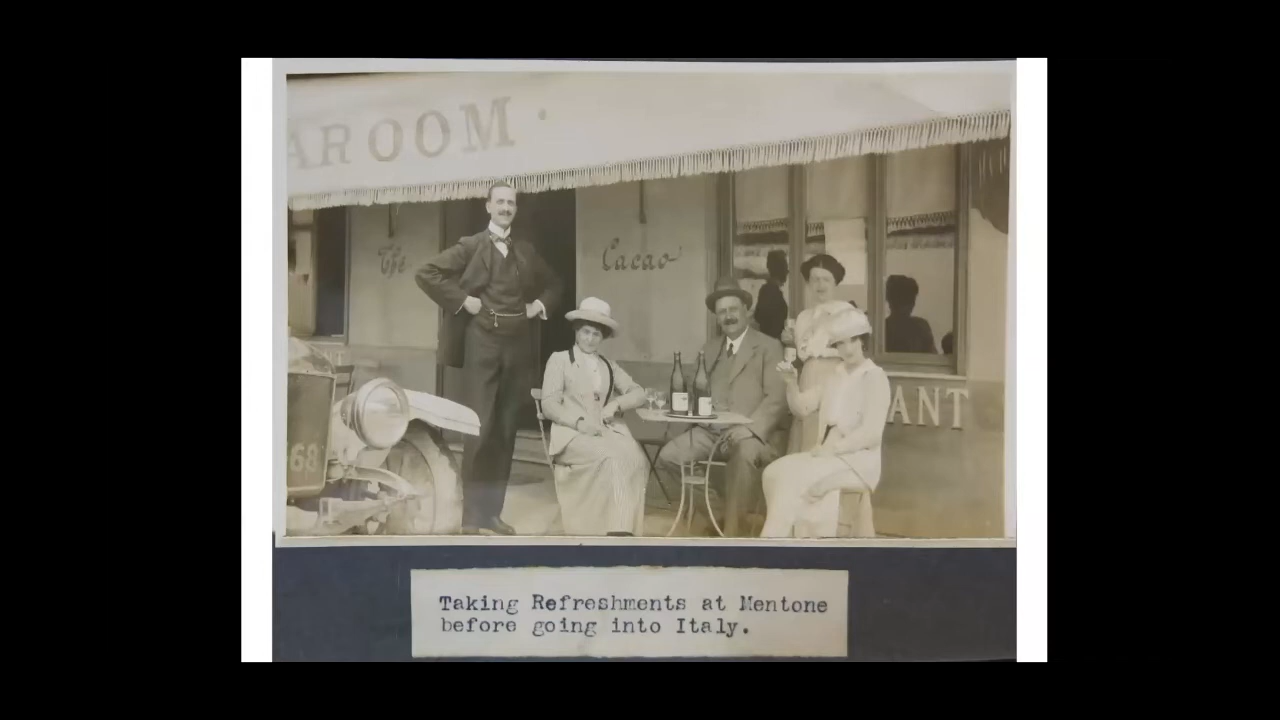 AROOM.
Thé
Cacao
ANT
68
Taking Refreshments at Mentone
before going into Italy.